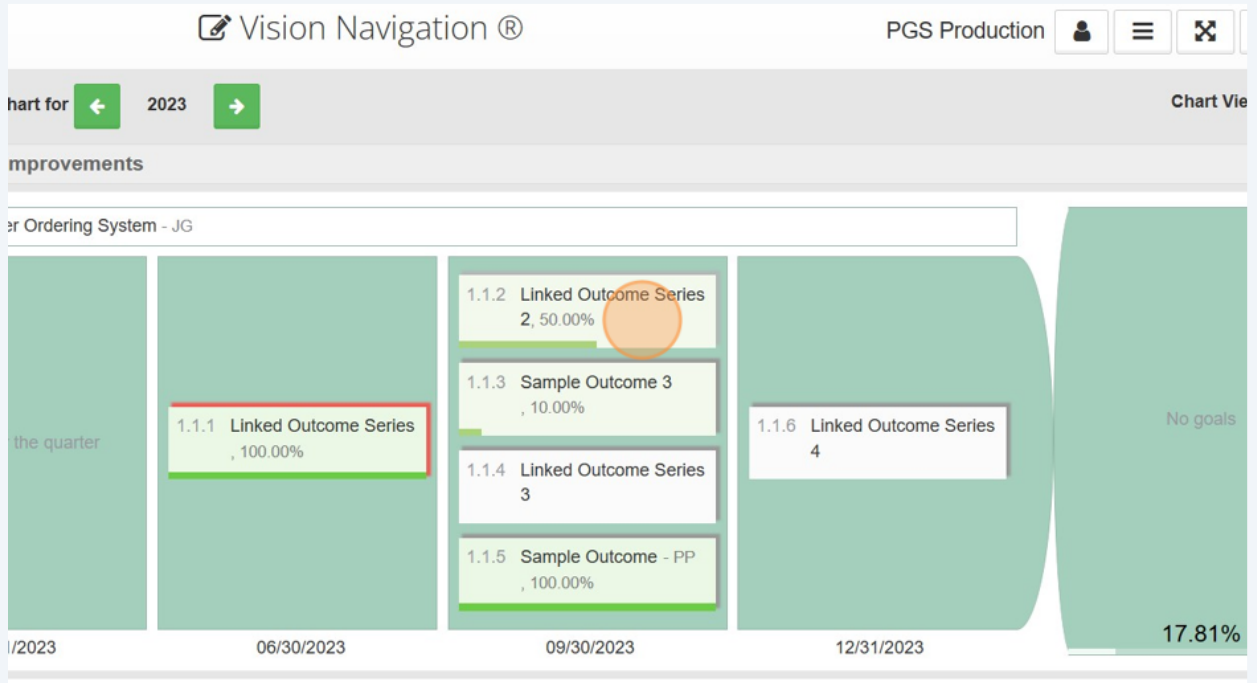 Vision Navigation ®
PGS Production
hart for
2023
Chart Vie
mprovements
er Ordering System - JG
1.1.2 Linked Outcome Series
2, 50.00%
1.1.3 Sample Outcome 3
, 10.00%
1.1.1 Linked Outcome Series
, 100.00%
1.1.6 Linked Outcome Series
4
No goals
the quarter
1.1.4 Linked Outcome Series
3
1.1.5 Sample Outcome - PP
, 100.00%
17.81%
/2023
06/30/2023
09/30/2023
12/31/2023